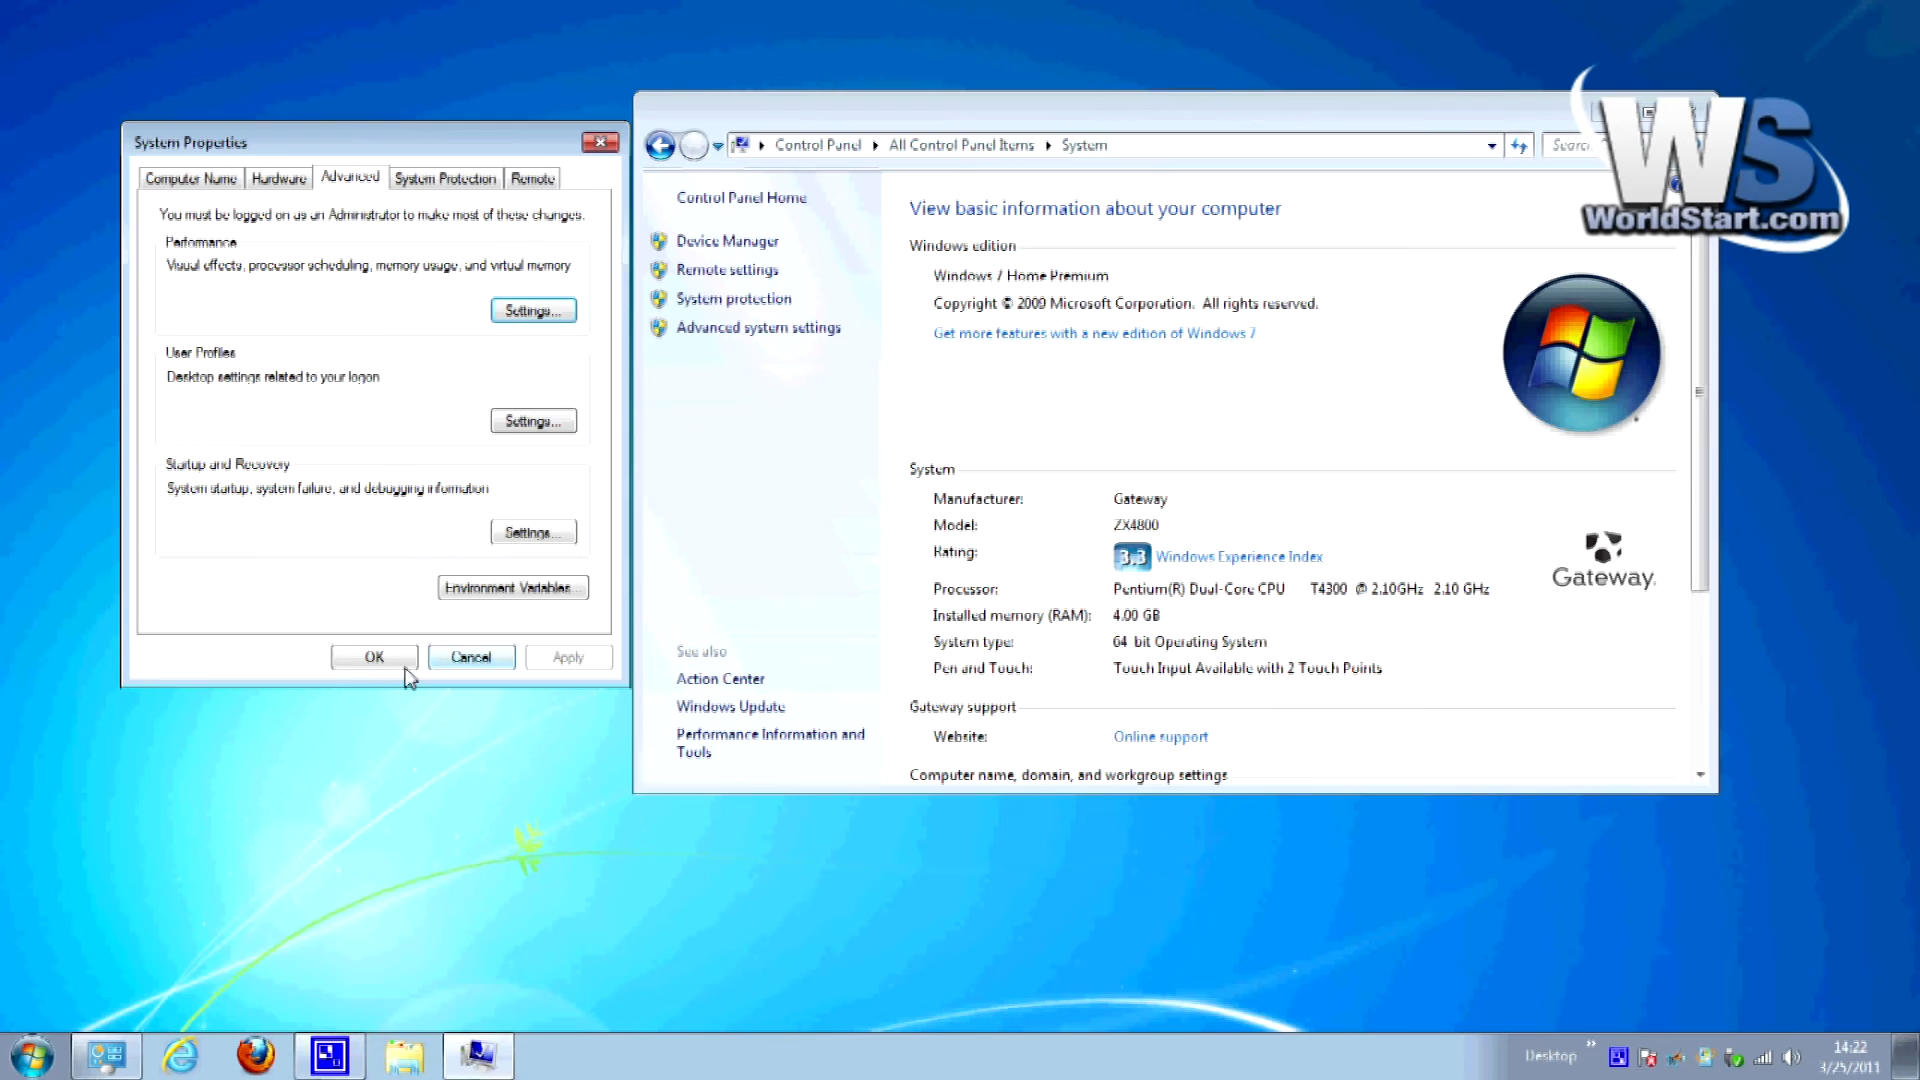 WS
WorldStart.com
System Properties
Computer Name
Hardware
Advanced
System Protection
Remote
You must be logged on as an Administrator to make most of these changes.
Performance
Visual effects, processor scheduling, memory usage, and virtual memory
Settings...
User Profiles
Desktop settings related to your logon
Settings...
Startup and Recovery
System startup, system failure, and debugging information
Settings...
Environment Variables...
OK
Cancel
Apply
Control Panel
All Control Panel Items
System
Control Panel Home
Device Manager
Remote settings
System protection
Advanced system settings
See also
Action Center
Windows Update
Performance Information and
Tools
View basic information about your computer
Windows edition
Windows 7 Home Premium
Copyright © 2009 Microsoft Corporation. All rights reserved.
Get more features with a new edition of Windows 7
System
Manufacturer: Gateway
Model: ZX4800
Rating: 3.3 Windows Experience Index
Processor: Pentium(R) Dual-Core CPU T4300 @ 2.10GHz 2.10 GHz
Installed memory (RAM): 4.00 GB
System type: 64-bit Operating System
Pen and Touch: Touch Input Available with 2 Touch Points
Gateway.
Gateway support
Website: Online support
Computer name, domain, and workgroup settings
Desktop
14:22
3/25/2011